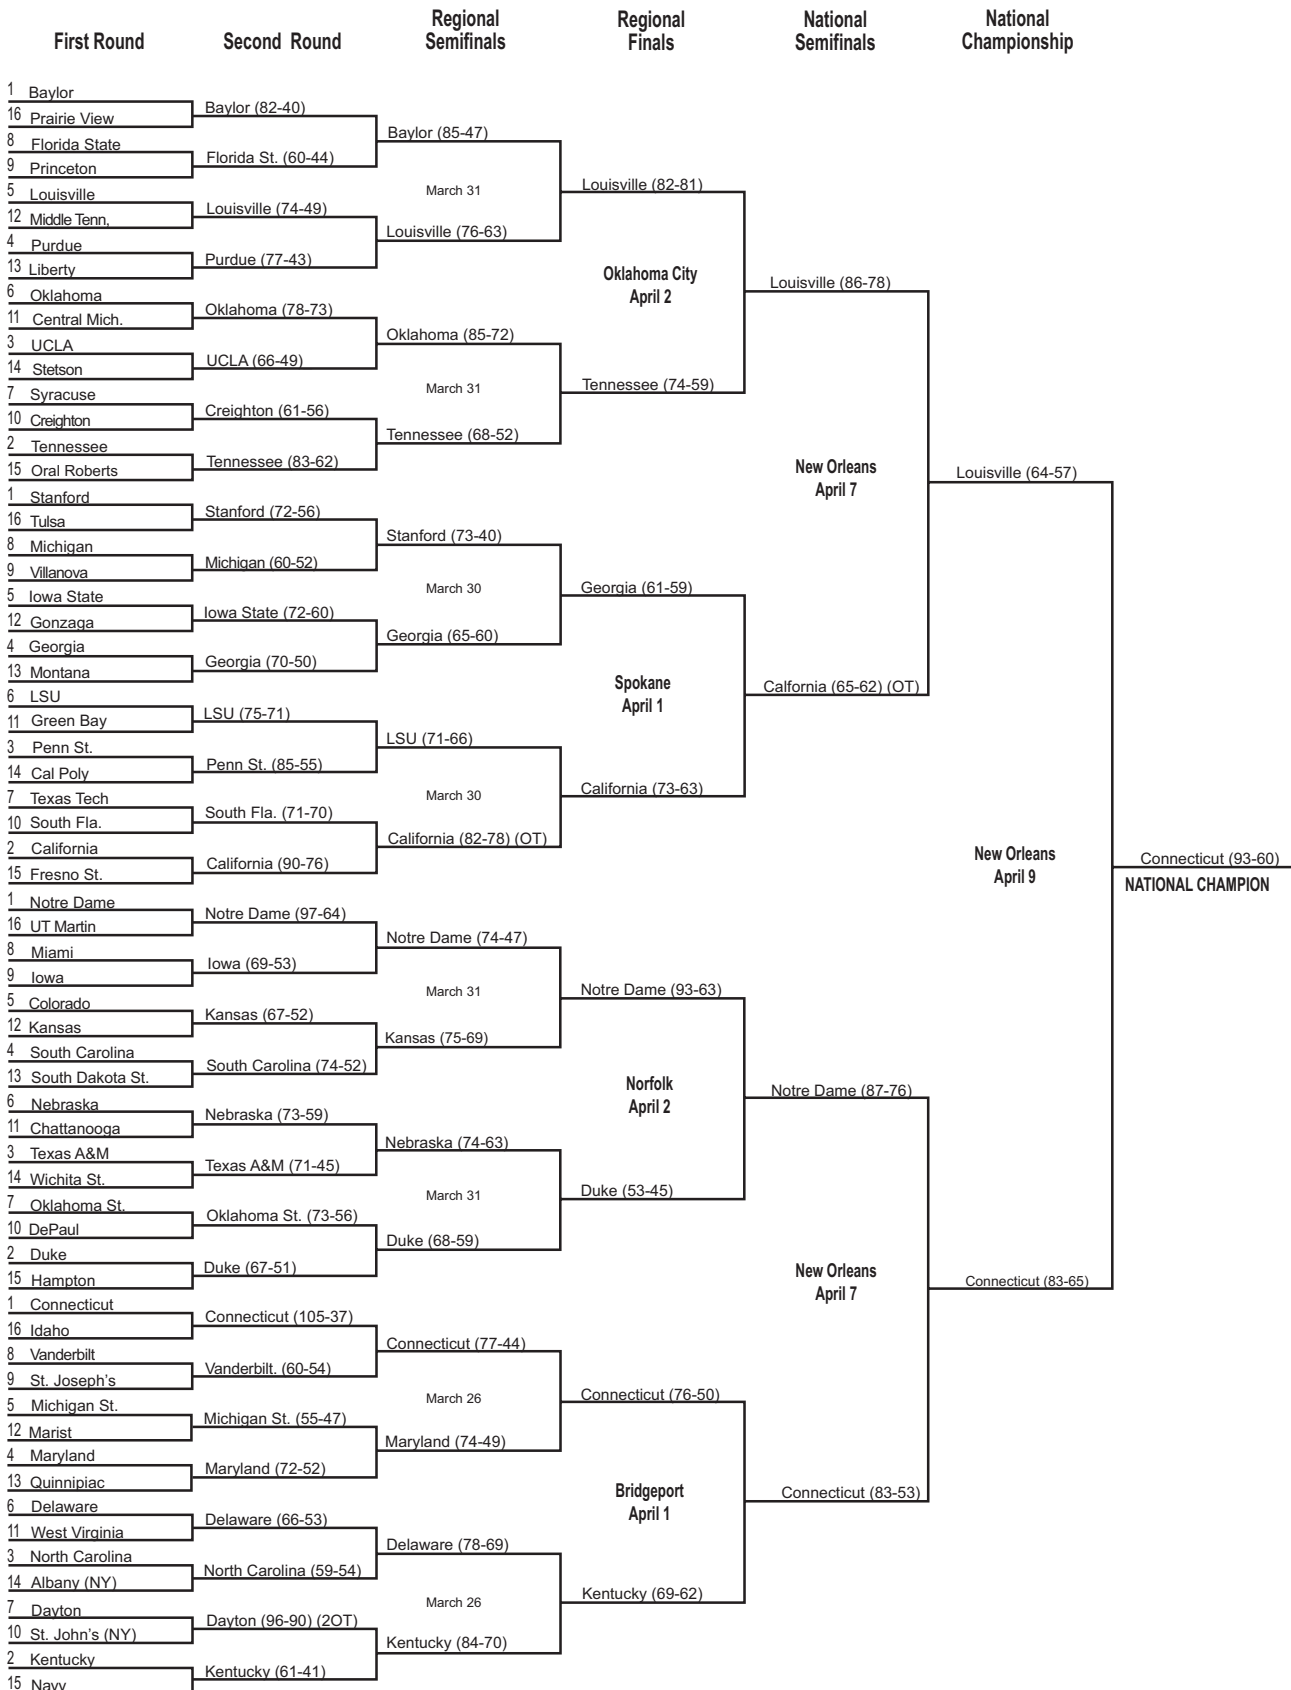 First Round
Second Round
Regional
Semifinals
Regional
Finals
National
Semifinals
National
Championship
1 Baylor
16 Prairie View
8 Florida State
9 Princeton
5 Louisville
12 Middle Tenn,
4 Purdue
13 Liberty
6 Oklahoma
11 Central Mich.
3 UCLA
14 Stetson
7 Syracuse
10 Creighton
2 Tennessee
15 Oral Roberts
1 Stanford
16 Tulsa
8 Michigan
9 Villanova
5 Iowa State
12 Gonzaga
4 Georgia
13 Montana
6 LSU
11 Green Bay
3 Penn St.
14 Cal Poly
7 Texas Tech
10 South Fla.
2 California
15 Fresno St.
1 Notre Dame
16 UT Martin
8 Miami
9 Iowa
5 Colorado
12 Kansas
4 South Carolina
13 South Dakota St.
6 Nebraska
11 Chattanooga
3 Texas A&M
14 Wichita St.
7 Oklahoma St.
10 DePaul
2 Duke
15 Hampton
1 Connecticut
16 Idaho
8 Vanderbilt
9 St. Joseph's
5 Michigan St.
12 Marist
4 Maryland
13 Quinnipiac
6 Delaware
11 West Virginia
3 North Carolina
14 Albany (NY)
7 Dayton
10 St. John's (NY)
2 Kentucky
15 Navy
Baylor (82-40)
Florida St. (60-44)
Louisville (74-49)
Purdue (77-43)
Oklahoma (78-73)
UCLA (66-49)
Creighton (61-56)
Tennessee (83-62)
Stanford (72-56)
Michigan (60-52)
Iowa State (72-60)
Georgia (70-50)
LSU (75-71)
Penn St. (85-55)
South Fla. (71-70)
California (90-76)
Notre Dame (97-64)
Iowa (69-53)
Kansas (67-52)
South Carolina (74-52)
Nebraska (73-59)
Texas A&M (71-45)
Oklahoma St. (73-56)
Duke (67-51)
Connecticut (105-37)
Vanderbilt. (60-54)
Michigan St. (55-47)
Maryland (72-52)
Delaware (66-53)
North Carolina (59-54)
Dayton (96-90) (2OT)
Kentucky (61-41)
Baylor (85-47)
March 31
Louisville (76-63)
Oklahoma (85-72)
March 31
Tennessee (68-52)
Stanford (73-40)
March 30
Georgia (65-60)
LSU (71-66)
March 30
California (82-78) (OT)
Notre Dame (74-47)
March 31
Kansas (75-69)
Nebraska (74-63)
March 31
Duke (68-59)
Connecticut (77-44)
March 26
Maryland (74-49)
Delaware (78-69)
March 26
Kentucky (84-70)
Louisville (82-81)
Oklahoma City
April 2
Tennessee (74-59)
Georgia (61-59)
Spokane
April 1
California (73-63)
Notre Dame (93-63)
Norfolk
April 2
Duke (53-45)
Connecticut (76-50)
Bridgeport
April 1
Kentucky (69-62)
Louisville (86-78)
New Orleans
April 7
Calfornia (65-62) (OT)
Notre Dame (87-76)
New Orleans
April 7
Connecticut (83-53)
Louisville (64-57)
New Orleans
April 9
Connecticut (83-65)
Connecticut (93-60)
NATIONAL CHAMPION